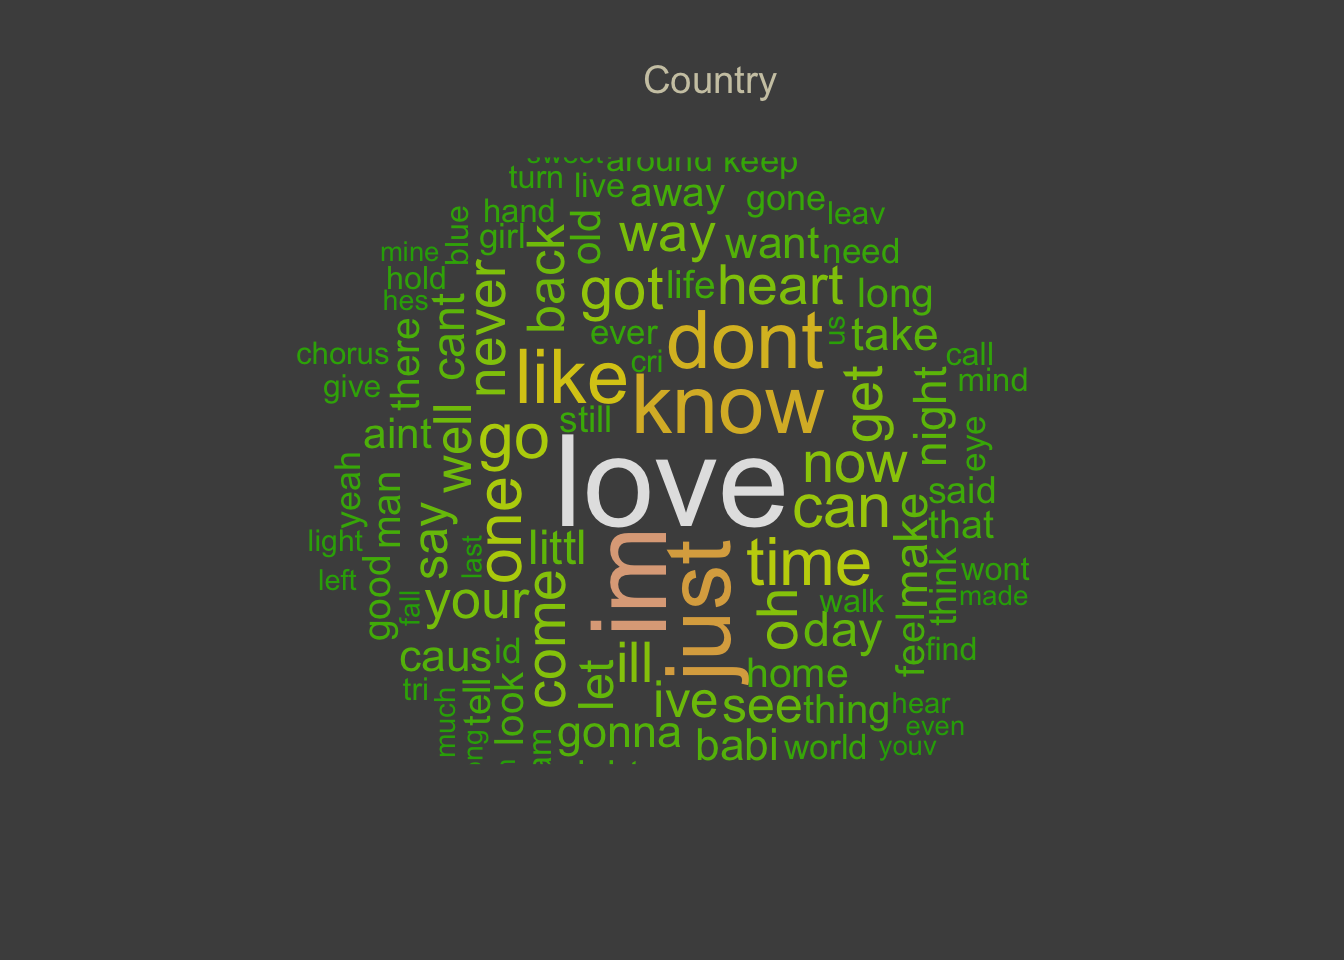 Country
sweet around keep
turn live away gone leav
hand
blue
girl
old
way want need
mine
hold
hes
back
never
cant
there
got life heart long
chorus
give
ever
cri
dont
us
take
call
mind
like know
get
night
eye
still
aint
well
go
love
now
can
said
that
yeah
man
say
one
light
left
last
littl
im
just
time
make
think
wont
made
good
fall
your
come
oh
walk
day
feel
find
caus id
tri
let
ill
home
much
tell
look
ive see thing hear
even
gonna babi world youv